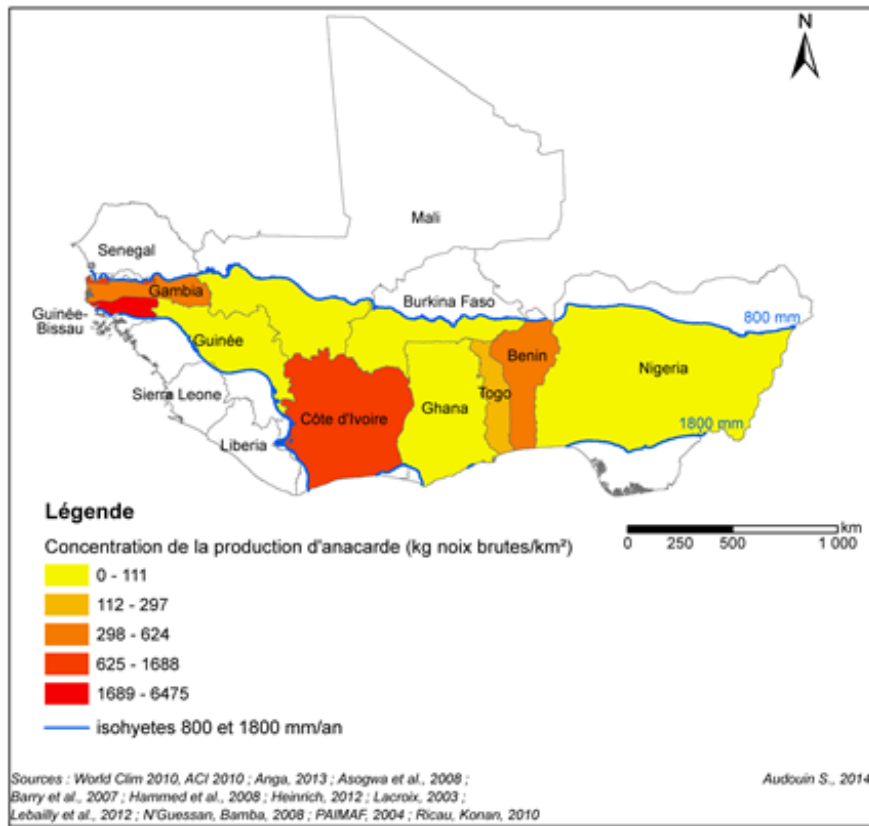 N
Mali
Senegal
Gambia
Burkina Faso
Guinée-
Bissau
800 mm
Guinée
Benin
Nigeria
Togo
Sierra Leone
Ghana
Côte d'Ivoire
1800 mm
Liberia
Légende
km
0 250 500 1 000
Concentration de la production d'anacarde (kg noix brutes/km²)
0 - 111
112 - 297
298 - 624
625 - 1688
1689 - 6475
isohyetes 800 et 1800 mm/an
Sources : World Clim 2010, ACI 2010 ; Anga, 2013 ; Asogwa et al., 2008 ;
Audouin S., 2014
Barry et al., 2007 ; Hammed et al., 2008 ; Heinrich, 2012 ; Lacroix, 2003 ;
Lebailly et al., 2012 ; N'Guessan, Bamba, 2008 ; PAIMAF, 2004 ; Ricau, Konan, 2010